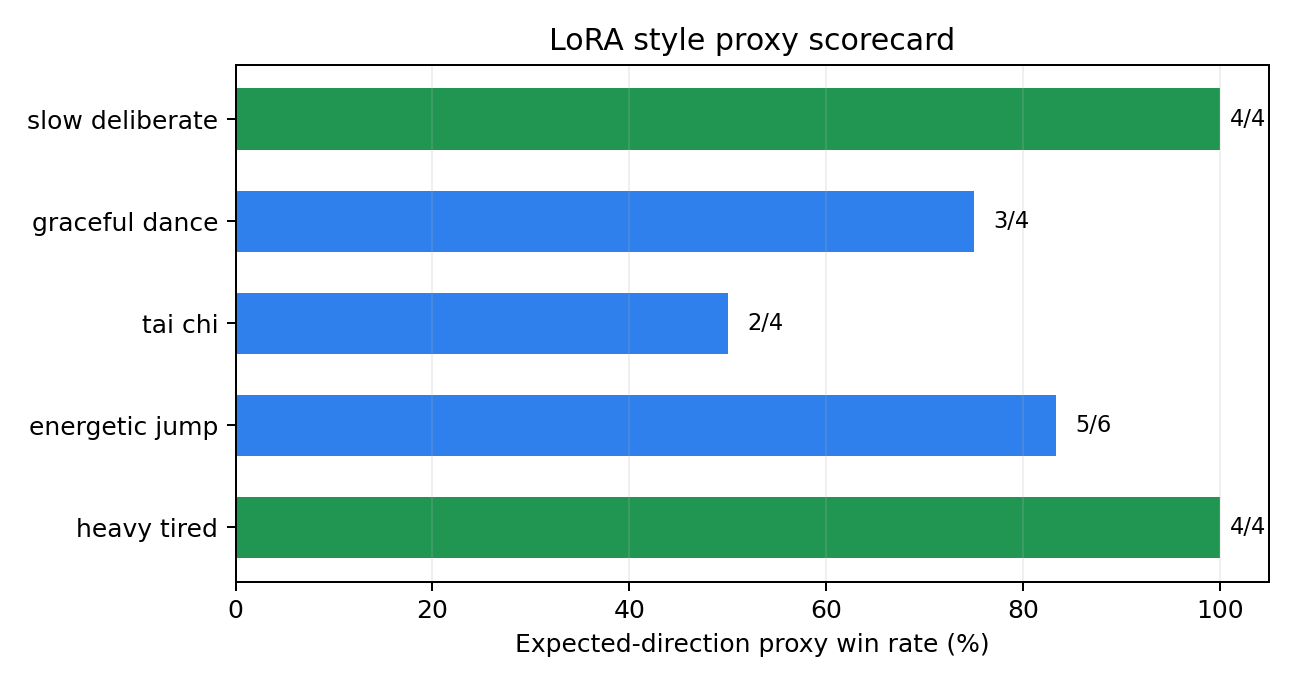 LoRA style proxy scorecard
slow deliberate 4/4
graceful dance 3/4
tai chi 2/4
energetic jump 5/6
heavy tired 4/4
0 20 40 60 80 100
Expected-direction proxy win rate (%)